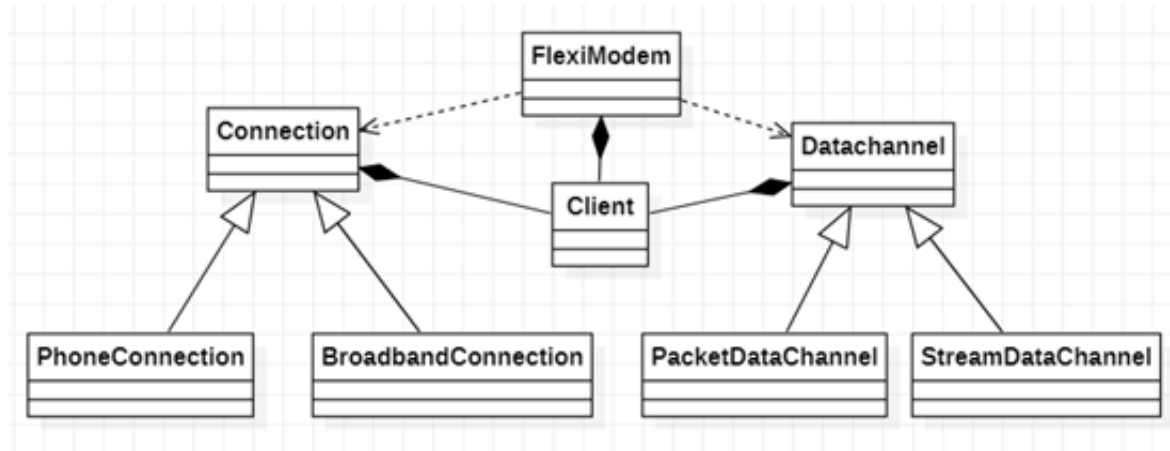 FlexiModem
Connection
Datachannel
Client
PhoneConnection
BroadbandConnection
PacketDataChannel
StreamDataChannel